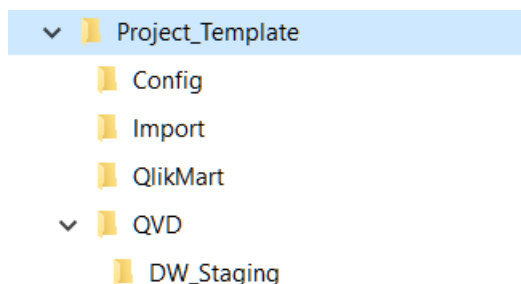 Project_Template
Config
Import
QlikMart
QVD
DW_Staging